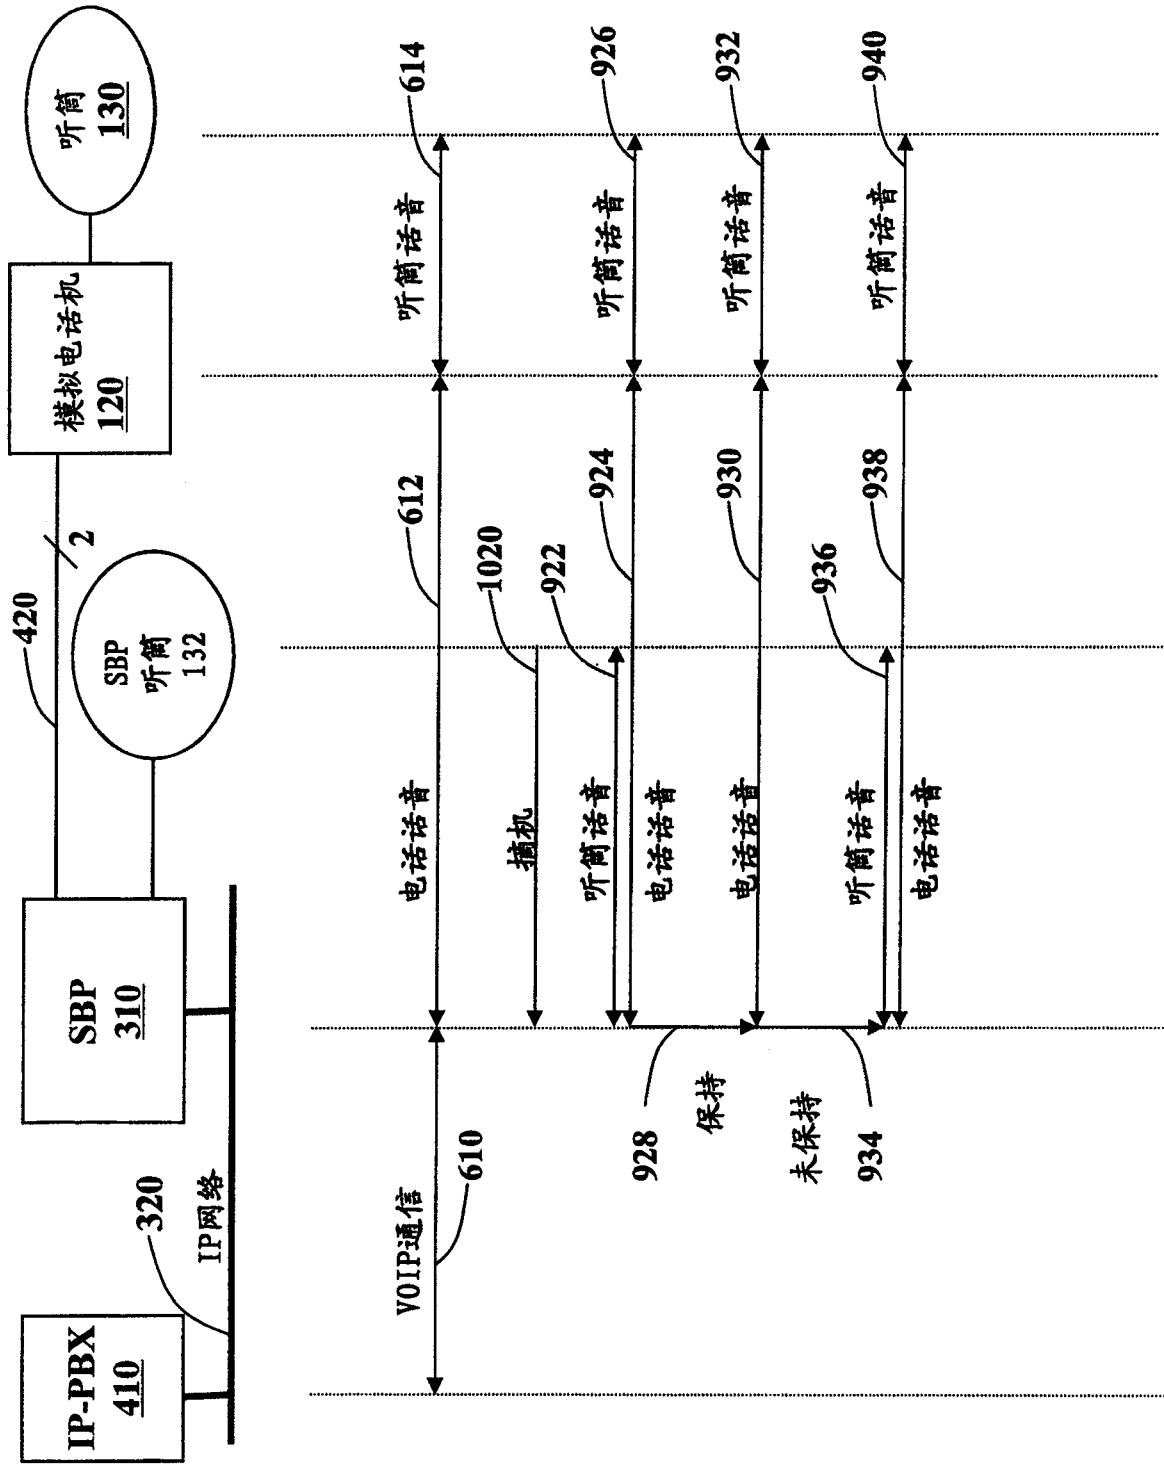 IP-PBX
410
320
IP网络
SBP
310
420
2
SBP
听筒
132
模拟电话机
120
听筒
130
VOIP通信
610
电话话音
612
听筒话音
614
摘机
1020
听筒话音
922
电话话音
924
听筒话音
926
928
保持
电话话音
930
听筒话音
932
未保持
934
听筒话音
936
电话话音
938
听筒话音
940